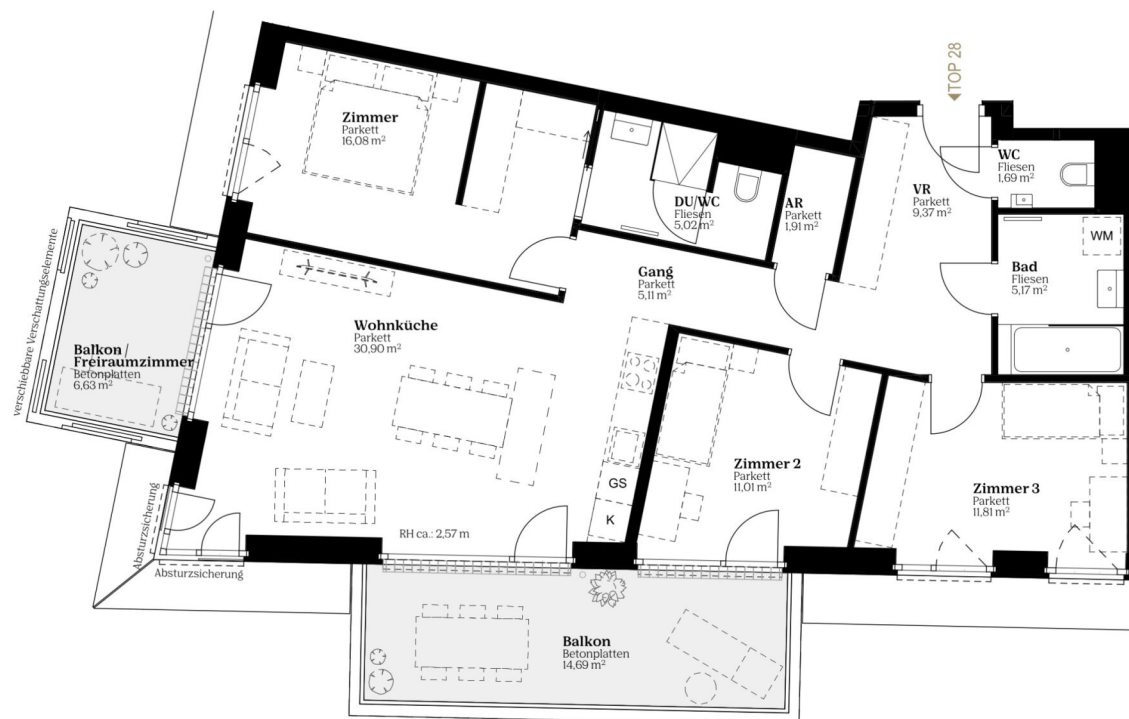 ◀TOP 28
Zimmer
Parkett
16,08 m²
WC
Fliesen
1,69 m²
DU/WC
Fliesen
5,02 m²
AR
Parkett
1,91 m²
VR
Parkett
9,37 m²
WM
Bad
Fliesen
5,17 m²
Gang
Parkett
5,11 m²
verschiebbare Verschattungselemente
Balkon/
Freiraumzimmer
Betonplatten
6,63 m²
Wohnküche
Parkett
30,90 m²
Zimmer 2
Parkett
11,01 m²
Zimmer 3
Parkett
11,81 m²
GS
K
RH ca.: 2,57 m
Absturzsicherung
Absturzsicherung
Balkon
Betonplatten
14,69 m²